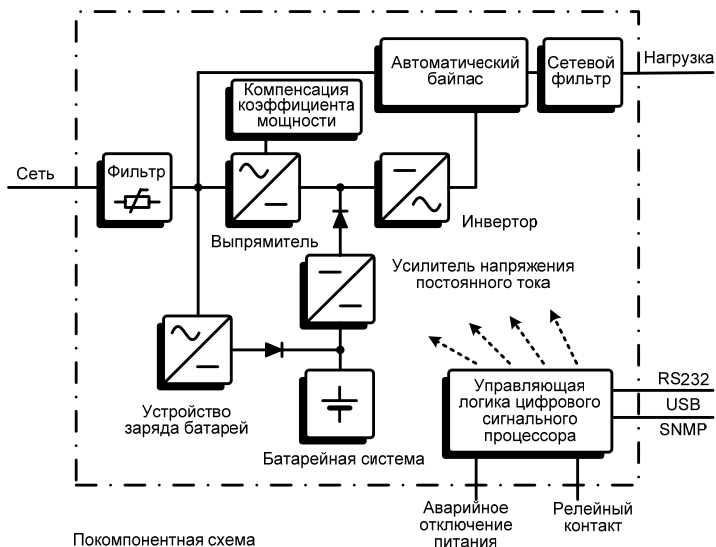 Автоматический
байпас
Сетевой
фильтр
Нагрузка
Компенсация
коэффициента
мощности
Сеть
Фильтр
Выпрямитель
Инвертор
Усилитель напряжения
постоянного тока
Устройство
заряда батарей
Батарейная система
Управляющая
логика цифрового
сигнального
процессора
RS232
USB
SNMP
Аварийное
отключение
питания
Релейный
контакт
Покомпонентная схема